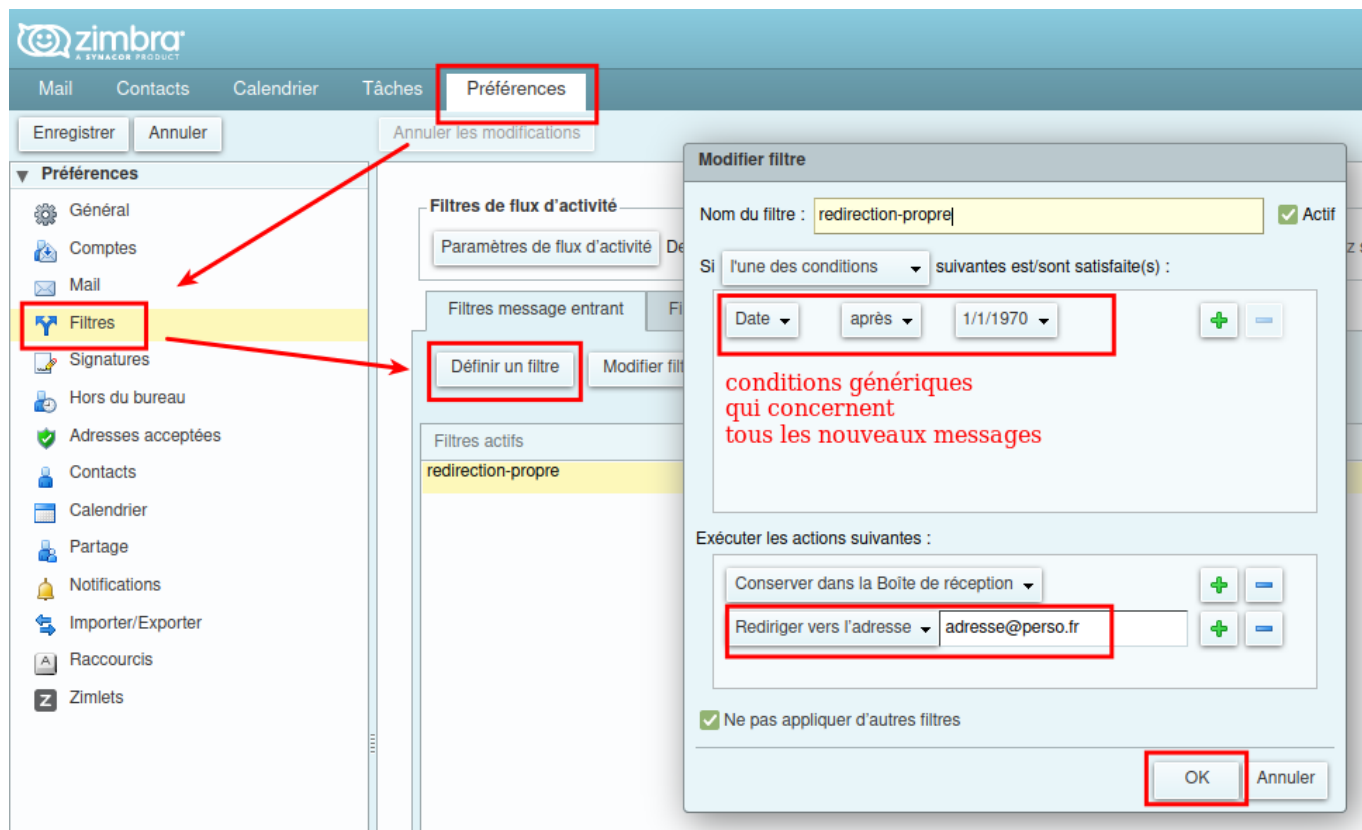 zimbra
A SYNACOR PRODUCT
Mail Contacts Calendrier Tâches Préférences
Enregistrer Annuler Annuler les modifications
Préférences
Général
Comptes
Mail
Filtres
Signatures
Hors du bureau
Adresses acceptées
Contacts
Calendrier
Partage
Notifications
Importer/Exporter
Raccourcis
Zimlets
Filtres de flux d'activité
Paramètres de flux d'activité
Filtres message entrant
Définir un filtre Modifier
Filtres actifs
redirection-propre
Modifier filtre
Nom du filtre : redirection-propre Actif
Si l'une des conditions suivantes est/sont satisfaite(s) :
Date après 1/1/1970
conditions génériques
qui concernent
tous les nouveaux messages
Exécuter les actions suivantes :
Conserver dans la Boîte de réception
Rediriger vers l'adresse adresse@perso.fr
Ne pas appliquer d'autres filtres
OK Annuler